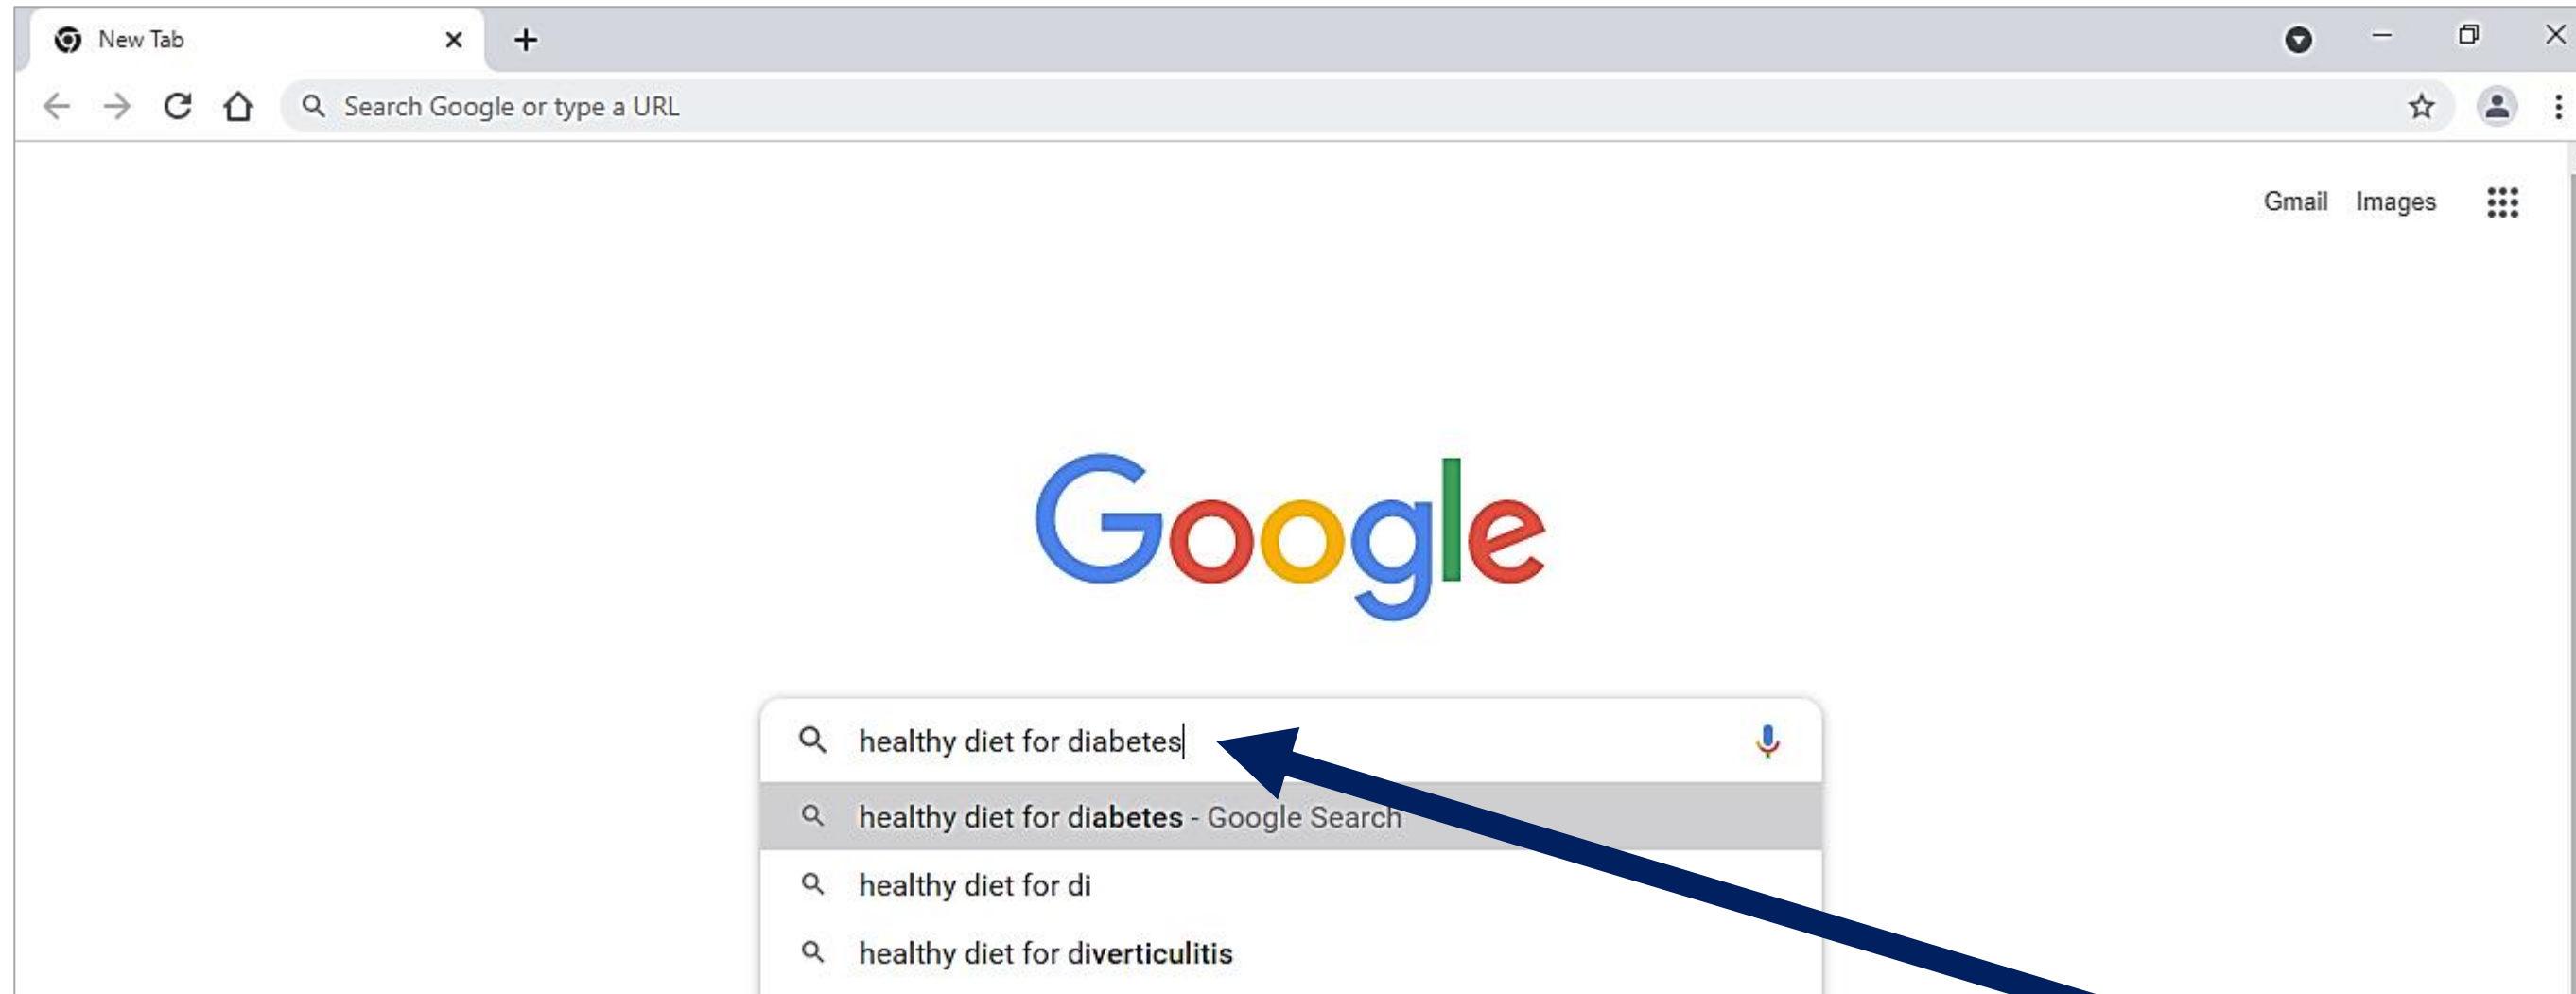 New Tab
Search Google or type a URL
Gmail Images
Google
healthy diet for diabetes
healthy diet for diabetes - Google Search
healthy diet for di
healthy diet for diverticulitis